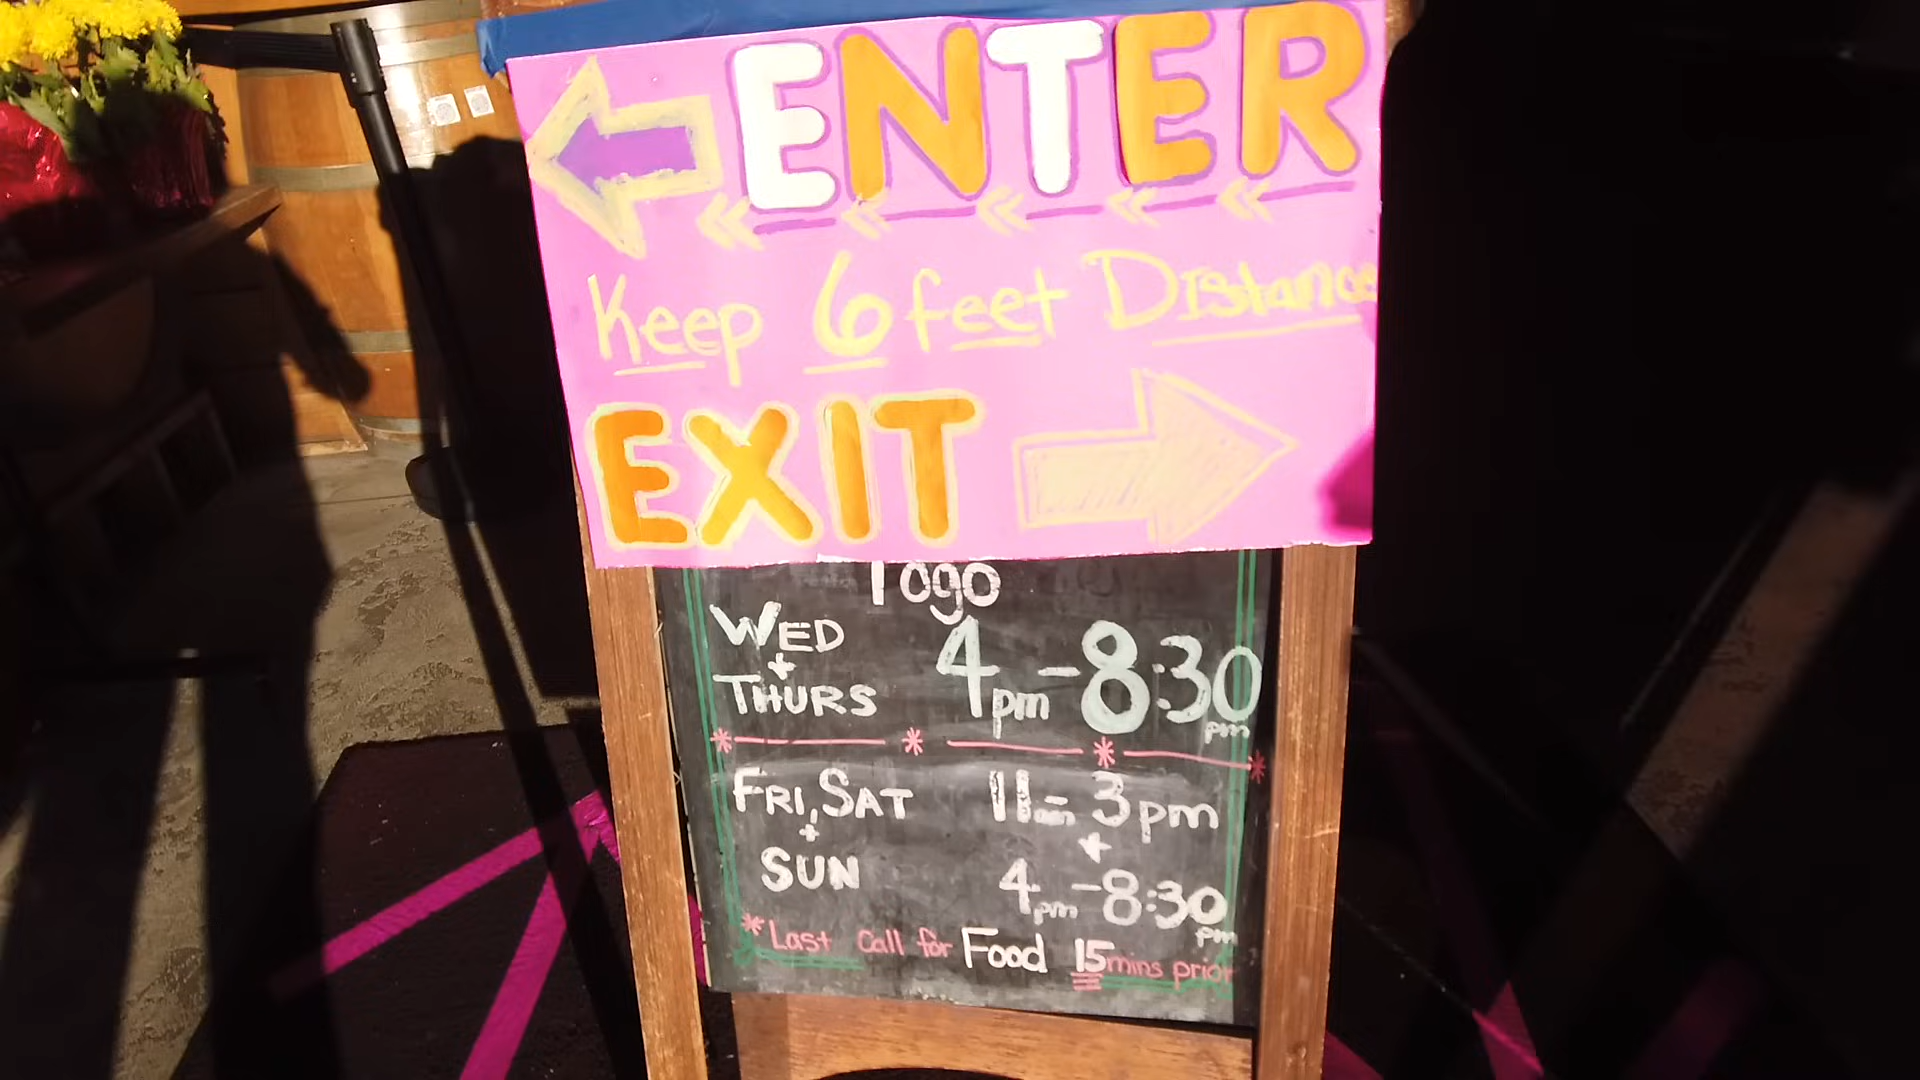 ENTER
Keep 6 feet Distance
EXIT
Togo
WED + THURS 4pm - 8:30pm
FRI, SAT + SUN 11am - 3pm + 4pm - 8:30pm
*Last Call for Food 15mins prior